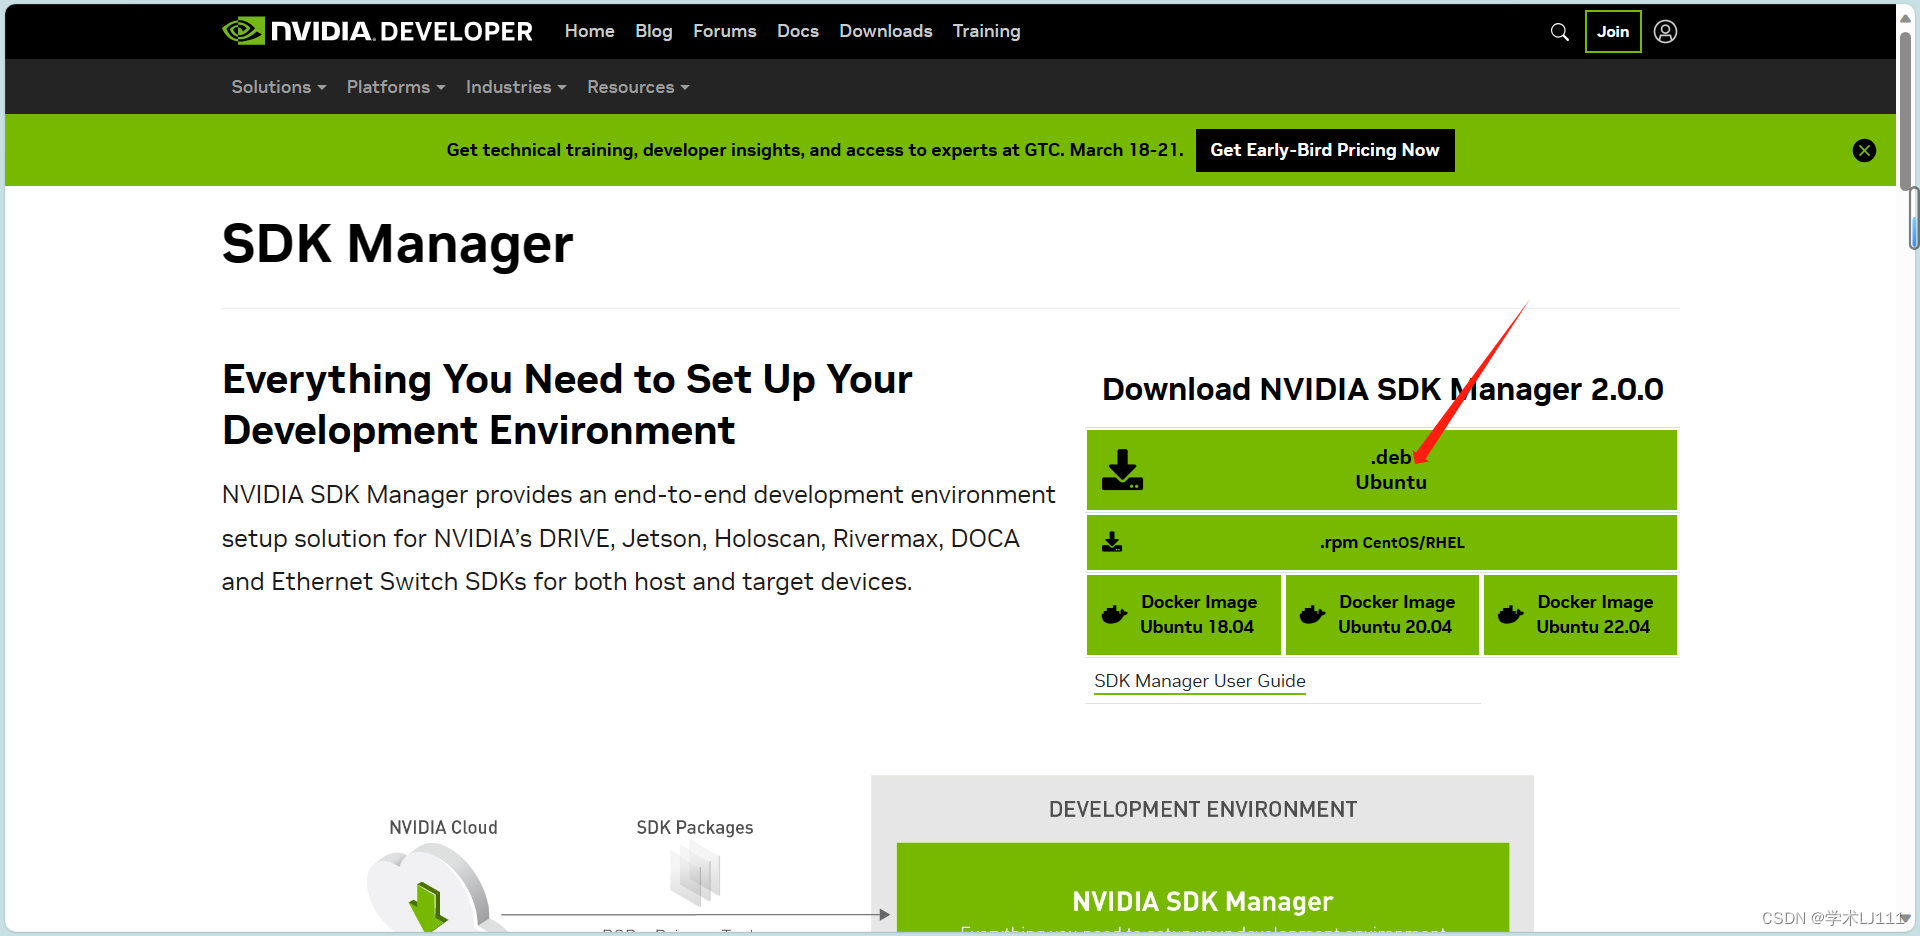 NVIDIA. DEVELOPER Home Blog Forums Docs Downloads Training Join
Solutions Platforms Industries Resources
Get technical training, developer insights, and access to experts at GTC. March 18-21. Get Early-Bird Pricing Now
SDK Manager
Everything You Need to Set Up Your
Development Environment
NVIDIA SDK Manager provides an end-to-end development environment
setup solution for NVIDIA’s DRIVE, Jetson, Holoscan, Rivermax, DOCA
and Ethernet Switch SDKs for both host and target devices.
Download NVIDIA SDK Manager 2.0.0
.deb
Ubuntu
.rpm CentOS/RHEL
Docker Image
Ubuntu 18.04
Docker Image
Ubuntu 20.04
Docker Image
Ubuntu 22.04
SDK Manager User Guide
NVIDIA Cloud
SDK Packages
DEVELOPMENT ENVIRONMENT
NVIDIA SDK Manager
CSDN @学术LJ111